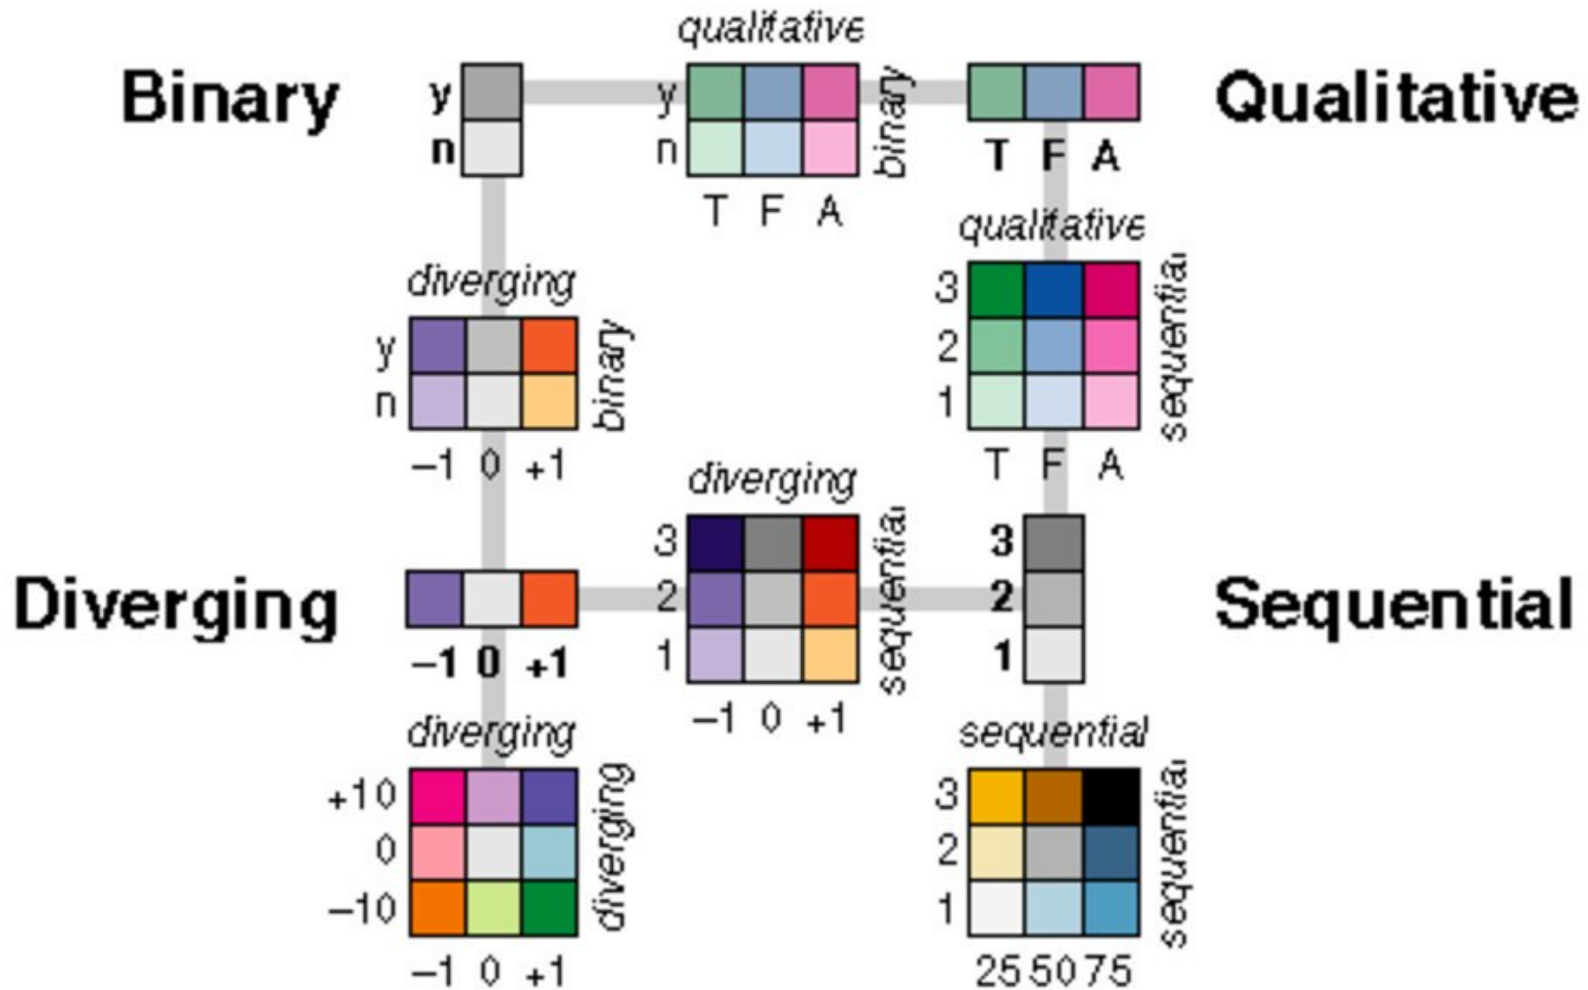 qualitative
Binary
y
n
y
n
binary
T F A
Qualitative
T F A
diverging
y
n
binary
–1 0 +1
qualitative
3
2
1
sequential
T F A
Diverging
–1 0 +1
diverging
3
2
1
sequential
–1 0 +1
3
2
1
Sequential
diverging
+10
0
–10
diverging
–1 0 +1
sequential
3
2
1
sequential
25 50 75